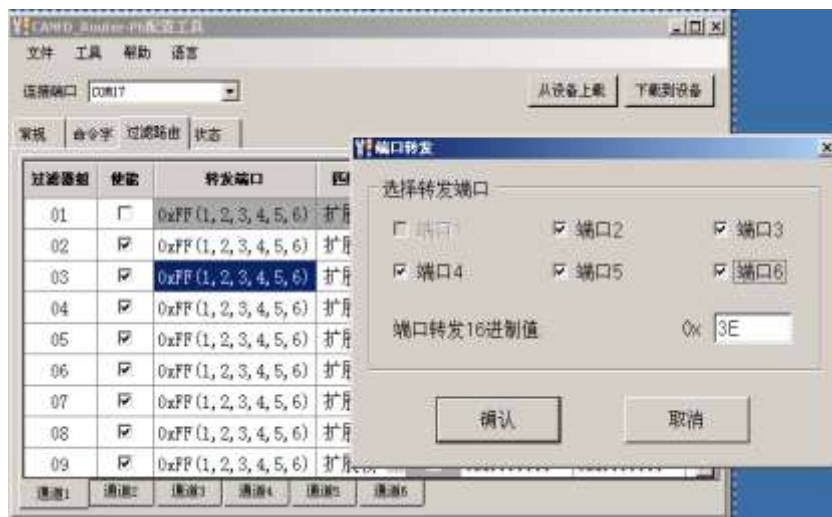 CANFD_Router-Pi6配置工具
文件 工具 帮助 语言
连接端口 COM17 从设备上载 下载到设备
常规 命令字 过滤路由 状态
过滤器组 使能 转发端口
01 0xFF(1,2,3,4,5,6)
02 0xFF(1,2,3,4,5,6)
03 0xFF(1,2,3,4,5,6)
04 0xFF(1,2,3,4,5,6)
05 0xFF(1,2,3,4,5,6)
06 0xFF(1,2,3,4,5,6)
07 0xFF(1,2,3,4,5,6)
08 0xFF(1,2,3,4,5,6)
09 0xFF(1,2,3,4,5,6)
通道1 通道2 通道3 通道4 通道5 通道6
端口转发
选择转发端口
端口1 端口2 端口3
端口4 端口5 端口6
端口转发16进制值 0x 3E
确认 取消